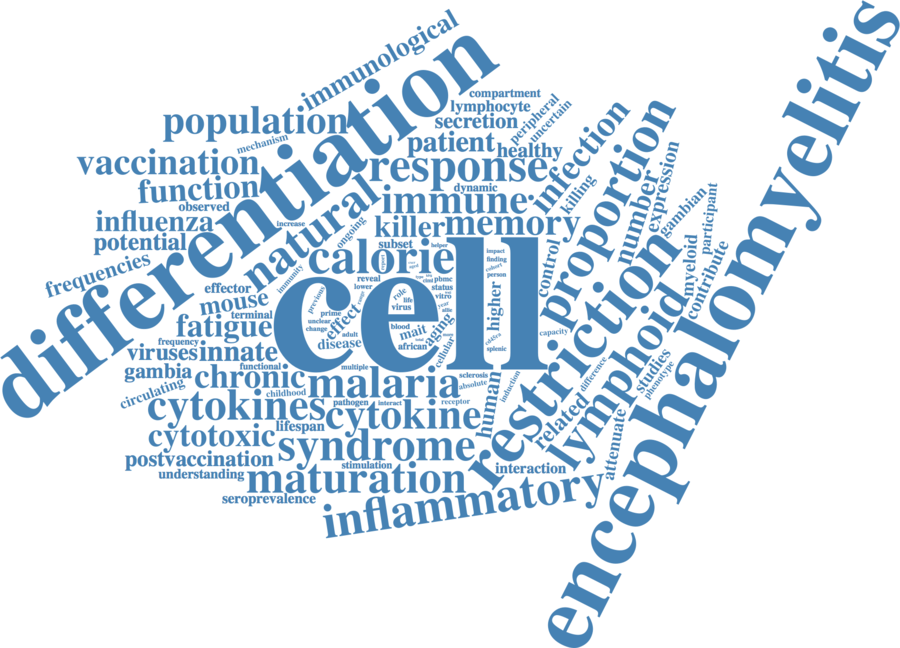 immunological
differentiation
encephalomyelitis
compartment
lymphocyte
secretion
peripheral
uncertain
population
mechanism
patient
healthy
infection
proportion
vaccination
response
function
dynamic
immune
killing
number
expression
gambian
participant
observed
influenza
increase
natural
ongoing
killer
memory
potential
subset
helper
control
restriction
myeloid
contribute
frequencies
immunity
calorie
cell
impact
finding
cohort
person
report
reveal
lower
pbmc
status
vitro
effector
mouse
previous
role
life
virus
higher
lymphoid
terminal
prime
unclear
change
effect
adult
disease
blood
mait
african
aging
cellular
splenic
capacity
fatigue
frequency
viruses
innate
functional
multiple
gambia
circulating
chronic
childhood
malaria
sclerosis
absolute
induction
difference
studies
phenotype
cytokines
pathogen
interact
receptor
cytokine
human
related
attenuate
lifespan
cytotoxic
syndrome
postvaccination
stimulation
interaction
understanding
maturation
seroprevalence
inflammatory